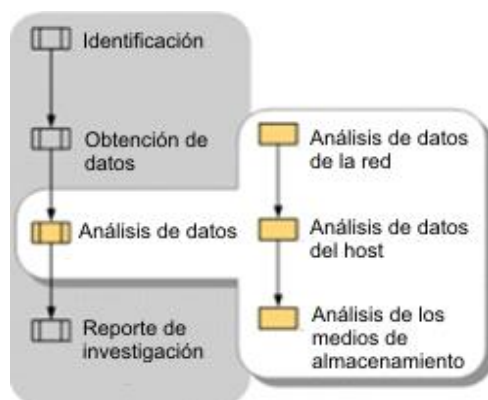 Identificación
Obtención de
datos
Análisis de datos
Reporte de
investigación
Análisis de datos
de la red
Análisis de datos
del host
Análisis de los
medios de
almacenamiento